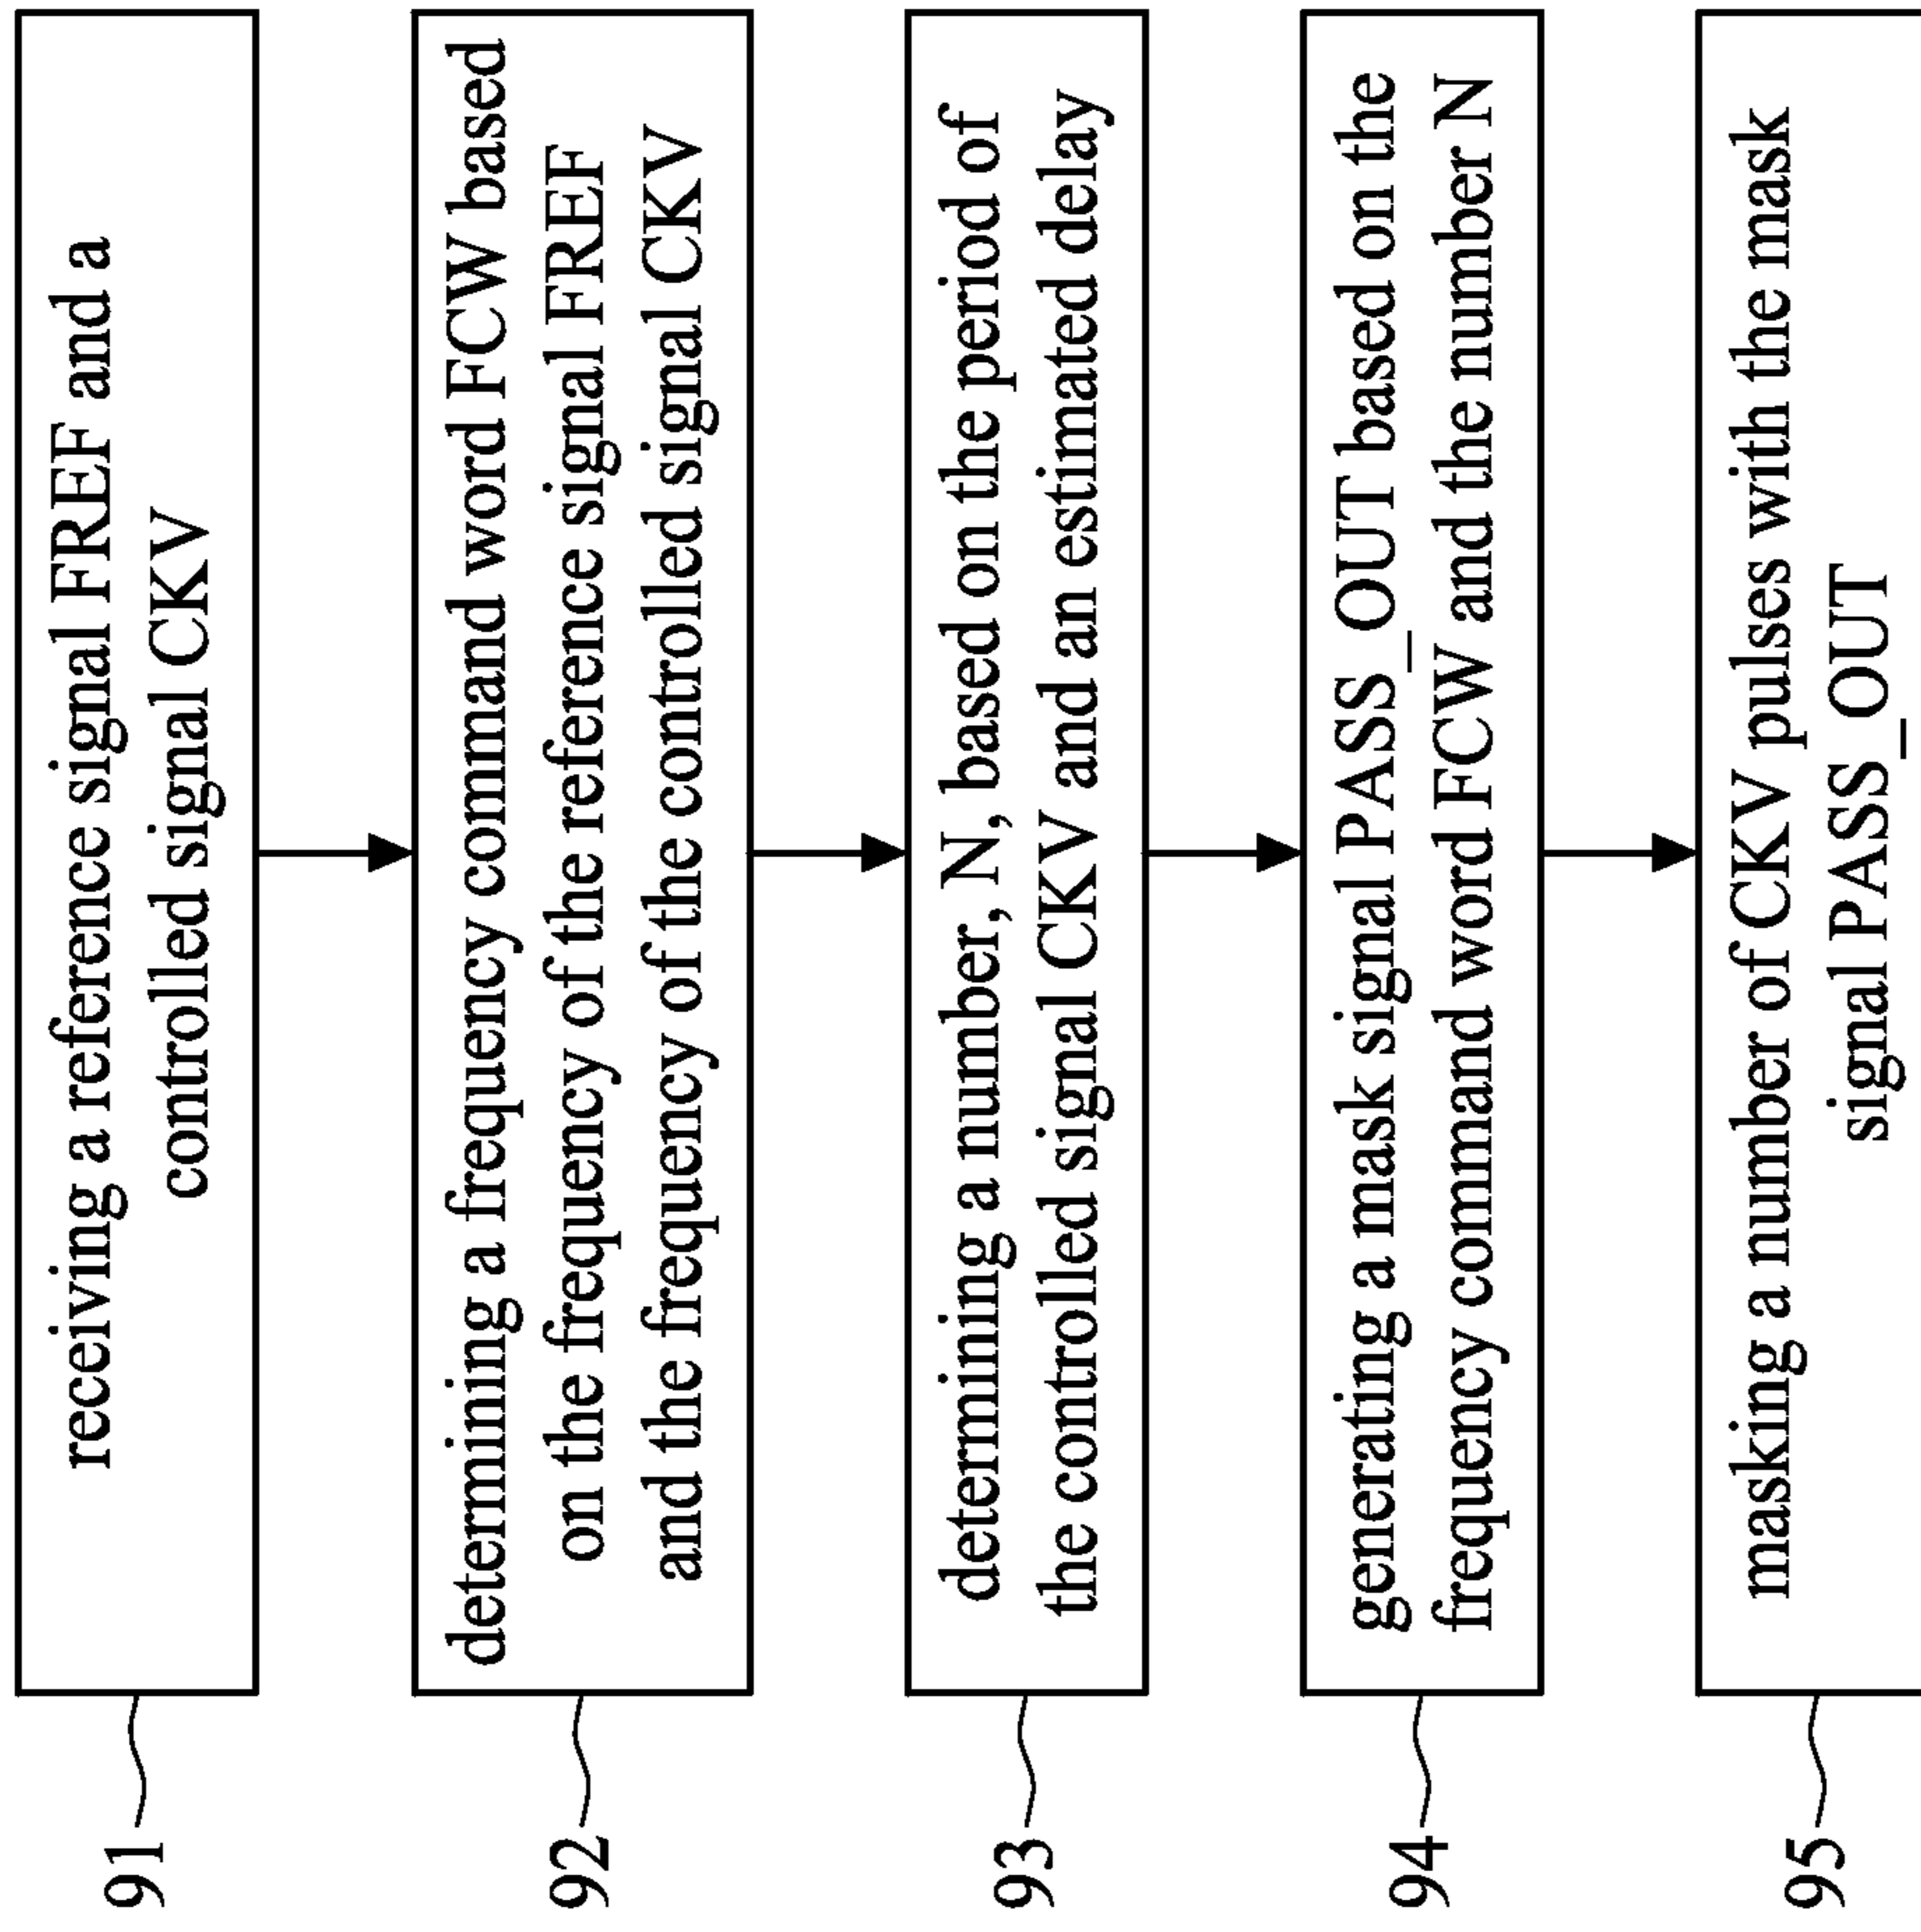 91
receiving a reference signal FREF and a
controlled signal CKV
92
determining a frequency command word FCW based
on the frequency of the reference signal FREF
and the frequency of the controlled signal CKV
93
determining a number, N, based on the period of
the controlled signal CKV and an estimated delay
94
generating a mask signal PASS_OUT based on the
frequency command word FCW and the number N
95
masking a number of CKV pulses with the mask
signal PASS_OUT